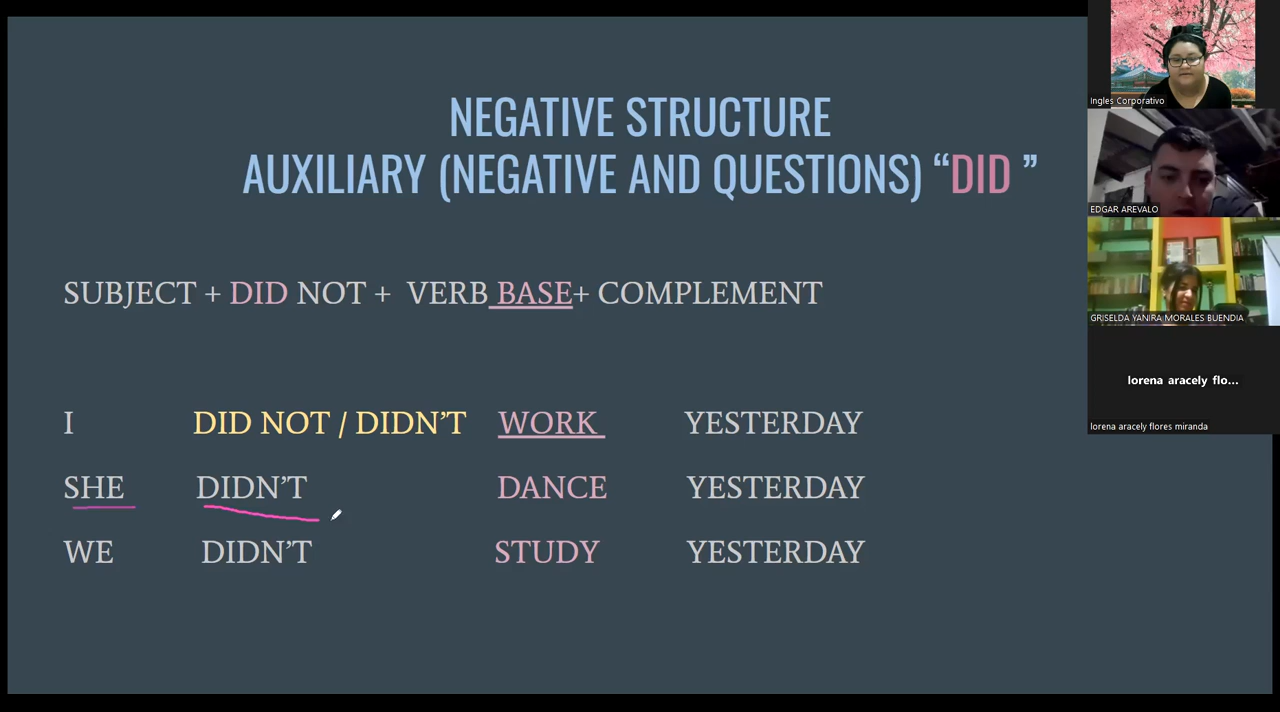 NEGATIVE STRUCTURE
AUXILIARY (NEGATIVE AND QUESTIONS) “DID ”
SUBJECT + DID NOT + VERB BASE+ COMPLEMENT
I DID NOT / DIDN’T WORK YESTERDAY
SHE DIDN’T DANCE YESTERDAY
WE DIDN’T STUDY YESTERDAY
Ingles Corporativo
EDGAR AREVALO
GRISELDA YANIRA MORALES BUENDIA
lorena aracely flo...
lorena aracely flores miranda